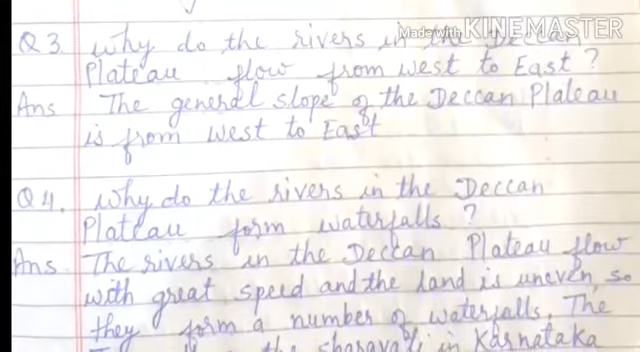 Made with KINEMASTER
Q 3. Why do the rivers in the Deccan
Plateau flow from west to East?
Ans The general slope of the Deccan Plateau
is from West to East
Q 4. Why do the rivers in the Deccan
Plateau form waterfalls?
Ans. The rivers in the Deccan Plateau flow
with great speed and the land is uneven, so
they form a number of waterfalls. The
the sharavati in Karnataka